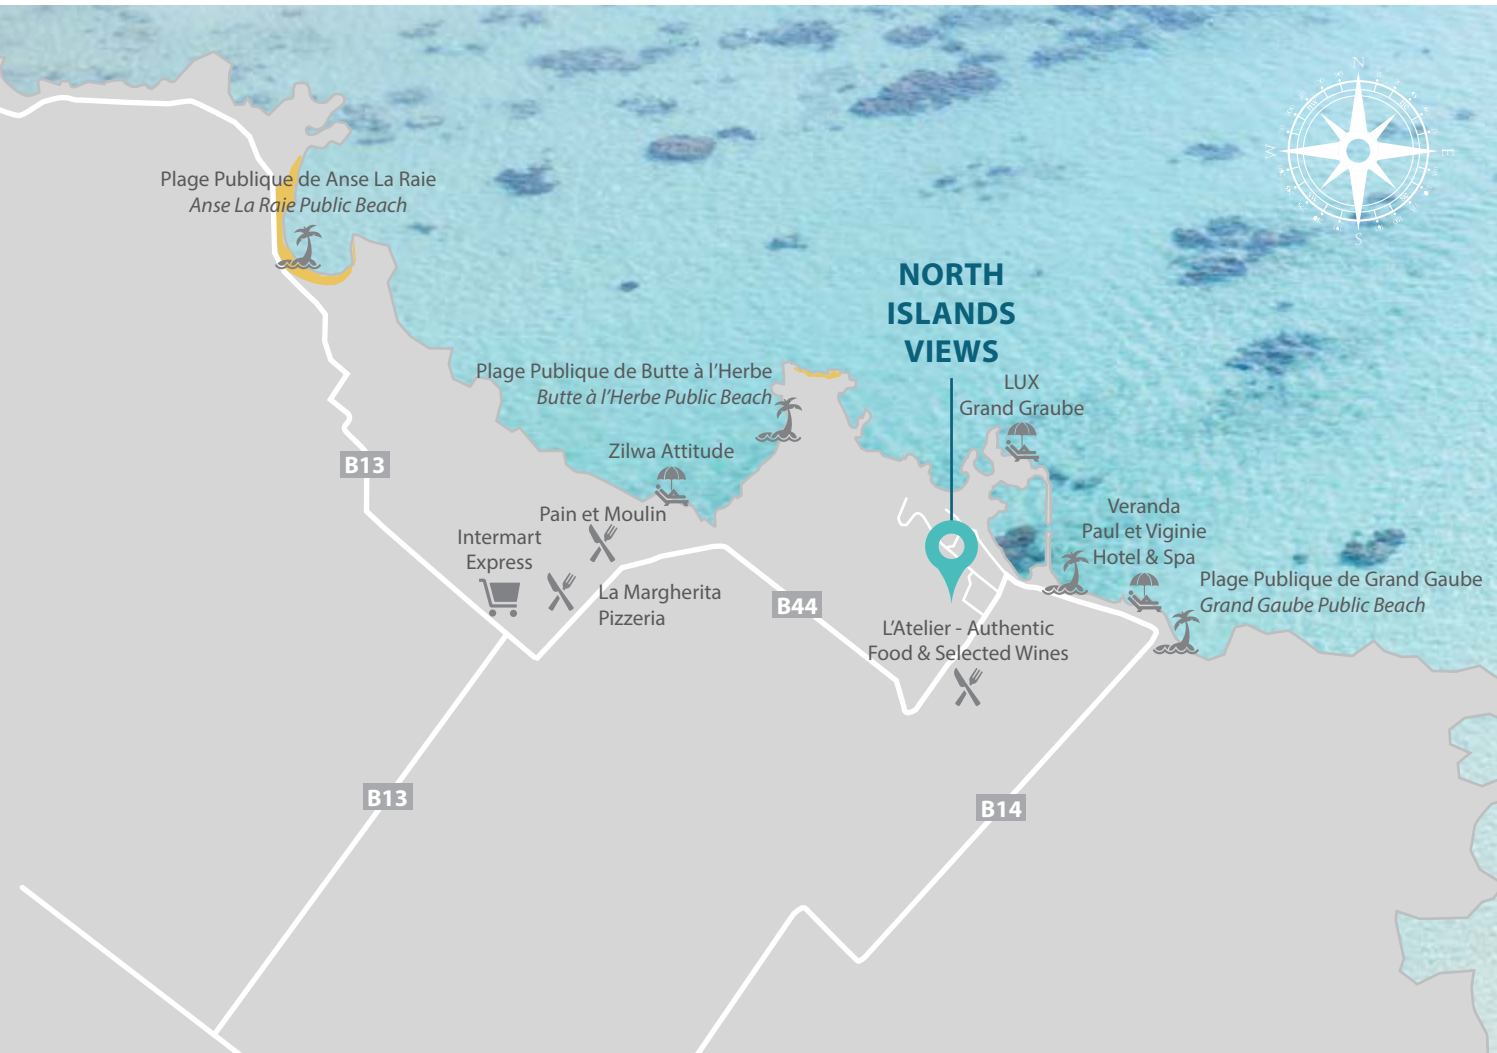 N
W
E
S
Plage Publique de Anse La Raie
Anse La Raie Public Beach
NORTH
ISLANDS
VIEWS
Plage Publique de Butte à l’Herbe
Butte à l’Herbe Public Beach
LUX
Grand Graube
Zilwa Attitude
B13
Pain et Moulin
Intermart
Express
La Margherita
Pizzeria
B44
Veranda
Paul et Viginie
Hotel & Spa
Plage Publique de Grand Gaube
Grand Gaube Public Beach
L’Atelier - Authentic
Food & Selected Wines
B13
B14